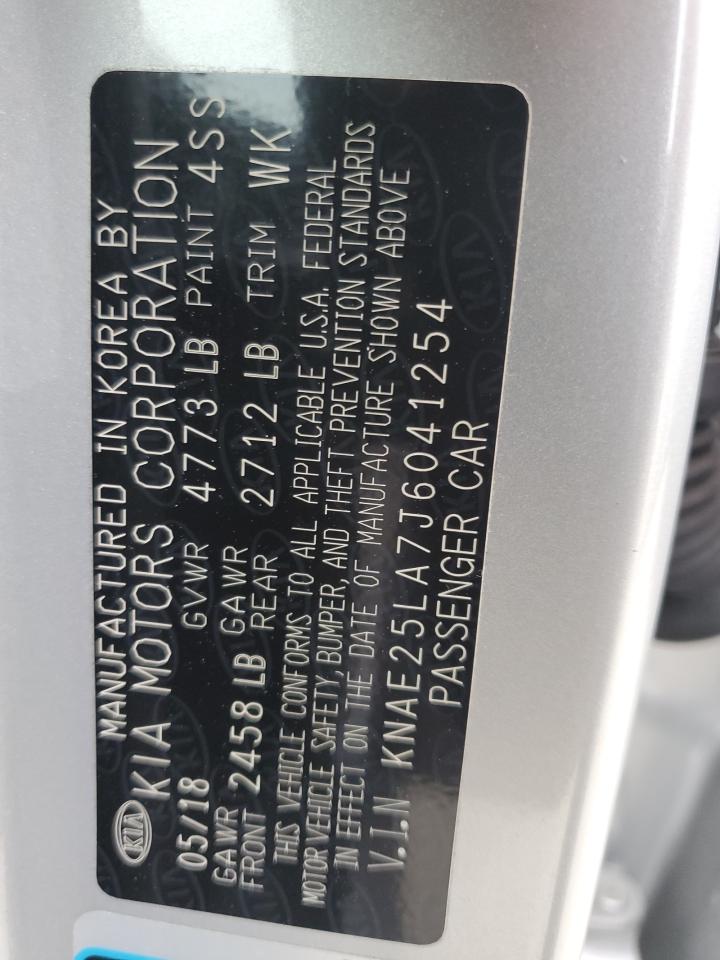 MANUFACTURED IN KOREA BY
KIA KIA MOTORS CORPORATION
05/18 GVWR 4773 LB PAINT 4SS
GAWR FRONT 2458 LB GAWR REAR 2712 LB TRIM WK
THIS VEHICLE CONFORMS TO ALL APPLICABLE U.S.A. FEDERAL
MOTOR VEHICLE SAFETY, BUMPER, AND THEFT PREVENTION STANDARDS
IN EFFECT ON THE DATE OF MANUFACTURE SHOWN ABOVE
V.I.N KNAE25LA7J6041254
PASSENGER CAR